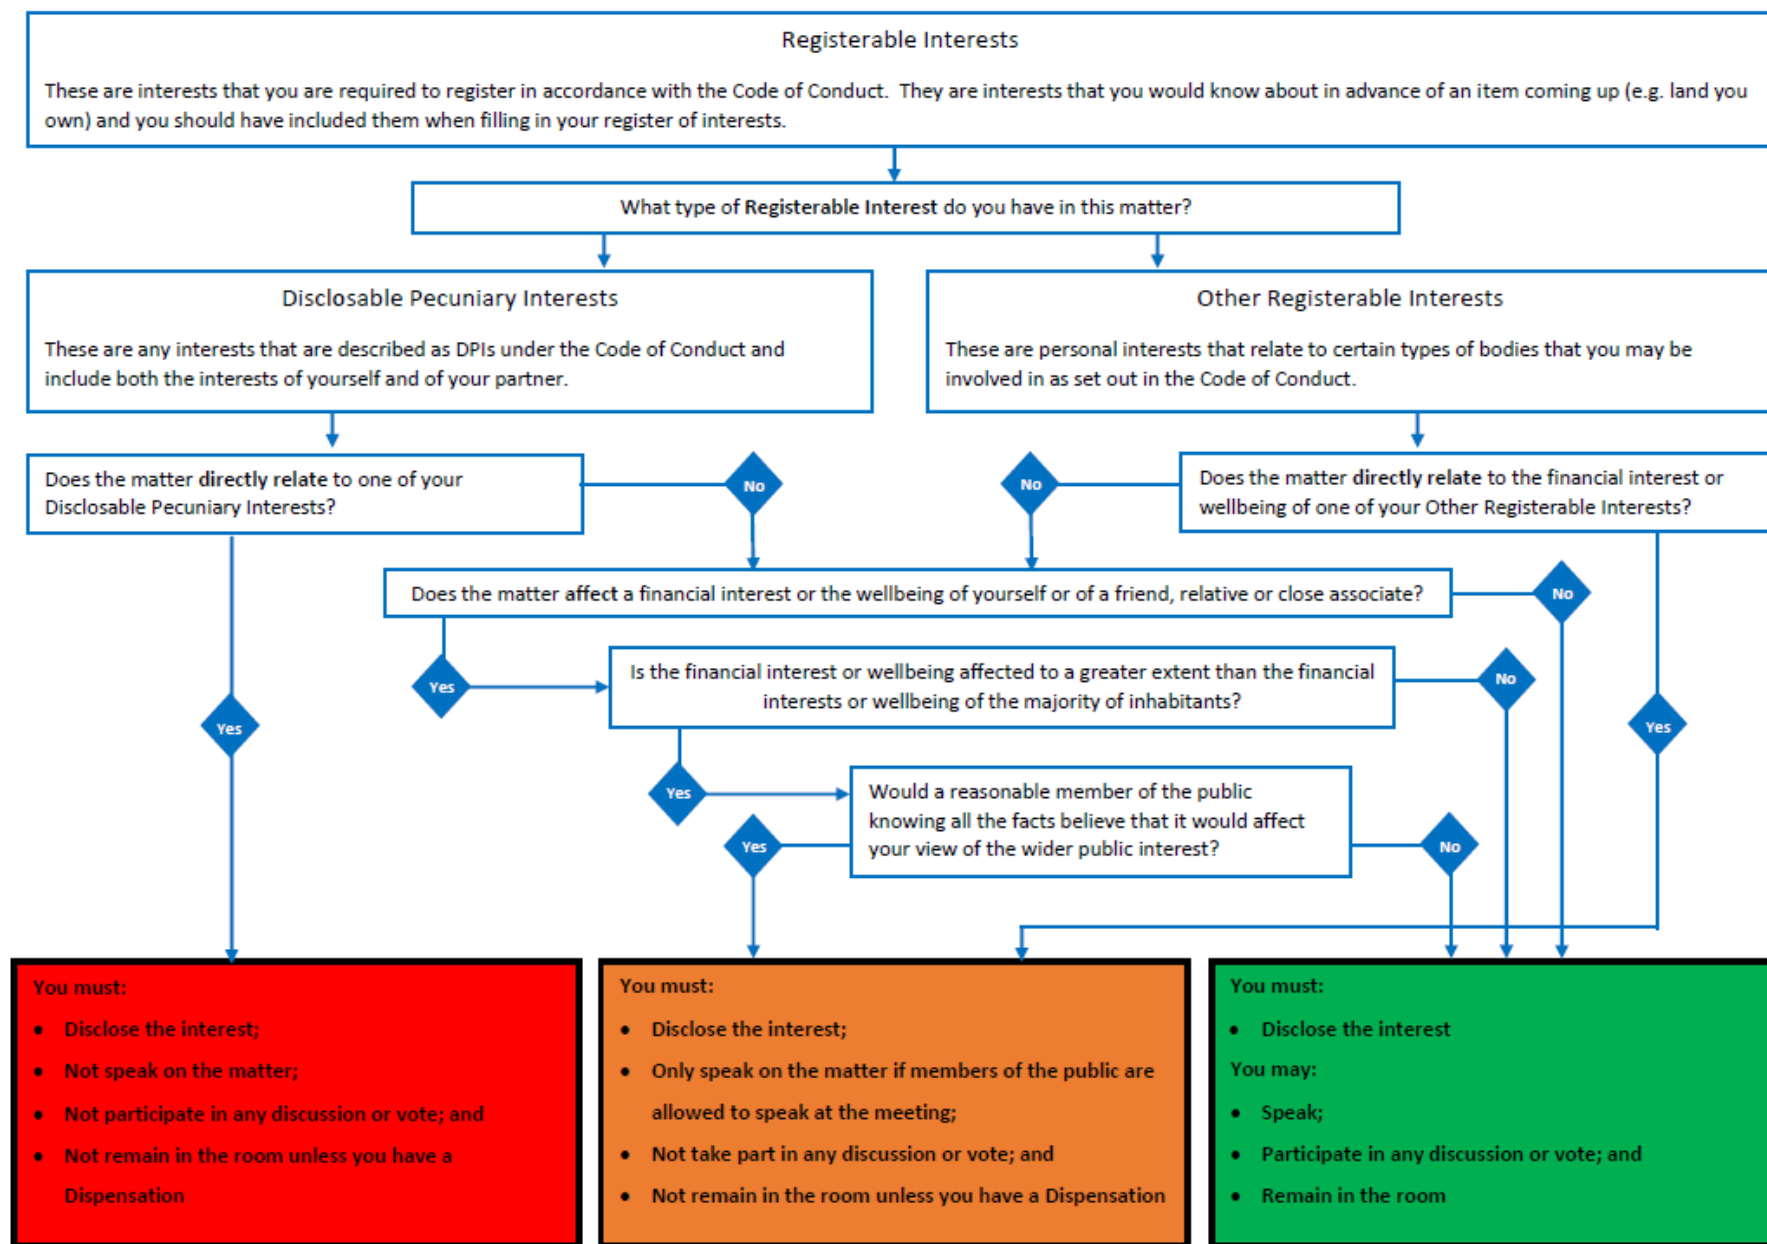 Registerable Interests
These are interests that you are required to register in accordance with the Code of Conduct.  They are interests that you would know about in advance of an item coming up (e.g. land you
own) and you should have included them when filling in your register of interests.
What type of Registerable Interest do you have in this matter?
Disclosable Pecuniary Interests
These are any interests that are described as DPIs under the Code of Conduct and
include both the interests of yourself and of your partner.
Other Registerable Interests
These are personal interests that relate to certain types of bodies that you may be
involved in as set out in the Code of Conduct.
Does the matter directly relate to one of your
Disclosable Pecuniary Interests?
No
No
Does the matter directly relate to the financial interest or
wellbeing of one of your Other Registerable Interests?
Does the matter affect a financial interest or the wellbeing of yourself or of a friend, relative or close associate?
No
Yes
Is the financial interest or wellbeing affected to a greater extent than the financial
interests or wellbeing of the majority of inhabitants?
No
Yes
Yes
Yes
Would a reasonable member of the public
knowing all the facts believe that it would affect
your view of the wider public interest?
Yes
No
You must:
• Disclose the interest;
• Not speak on the matter;
• Not participate in any discussion or vote; and
• Not remain in the room unless you have a
Dispensation
You must:
• Disclose the interest;
• Only speak on the matter if members of the public are
allowed to speak at the meeting;
• Not take part in any discussion or vote; and
• Not remain in the room unless you have a Dispensation
You must:
• Disclose the interest
You may:
• Speak;
• Participate in any discussion or vote; and
• Remain in the room